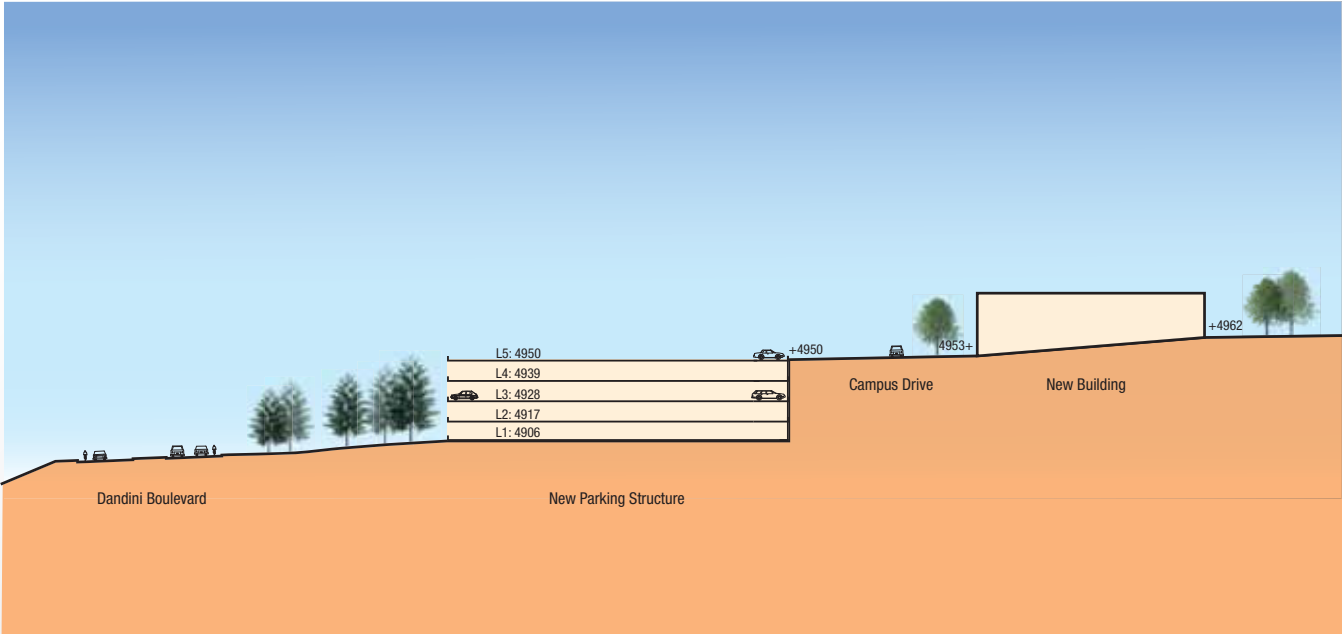 +4962
4953+
L5: 4950
+4950
L4: 4939
L3: 4928
L2: 4917
L1: 4906
Campus Drive
New Building
Dandini Boulevard
New Parking Structure